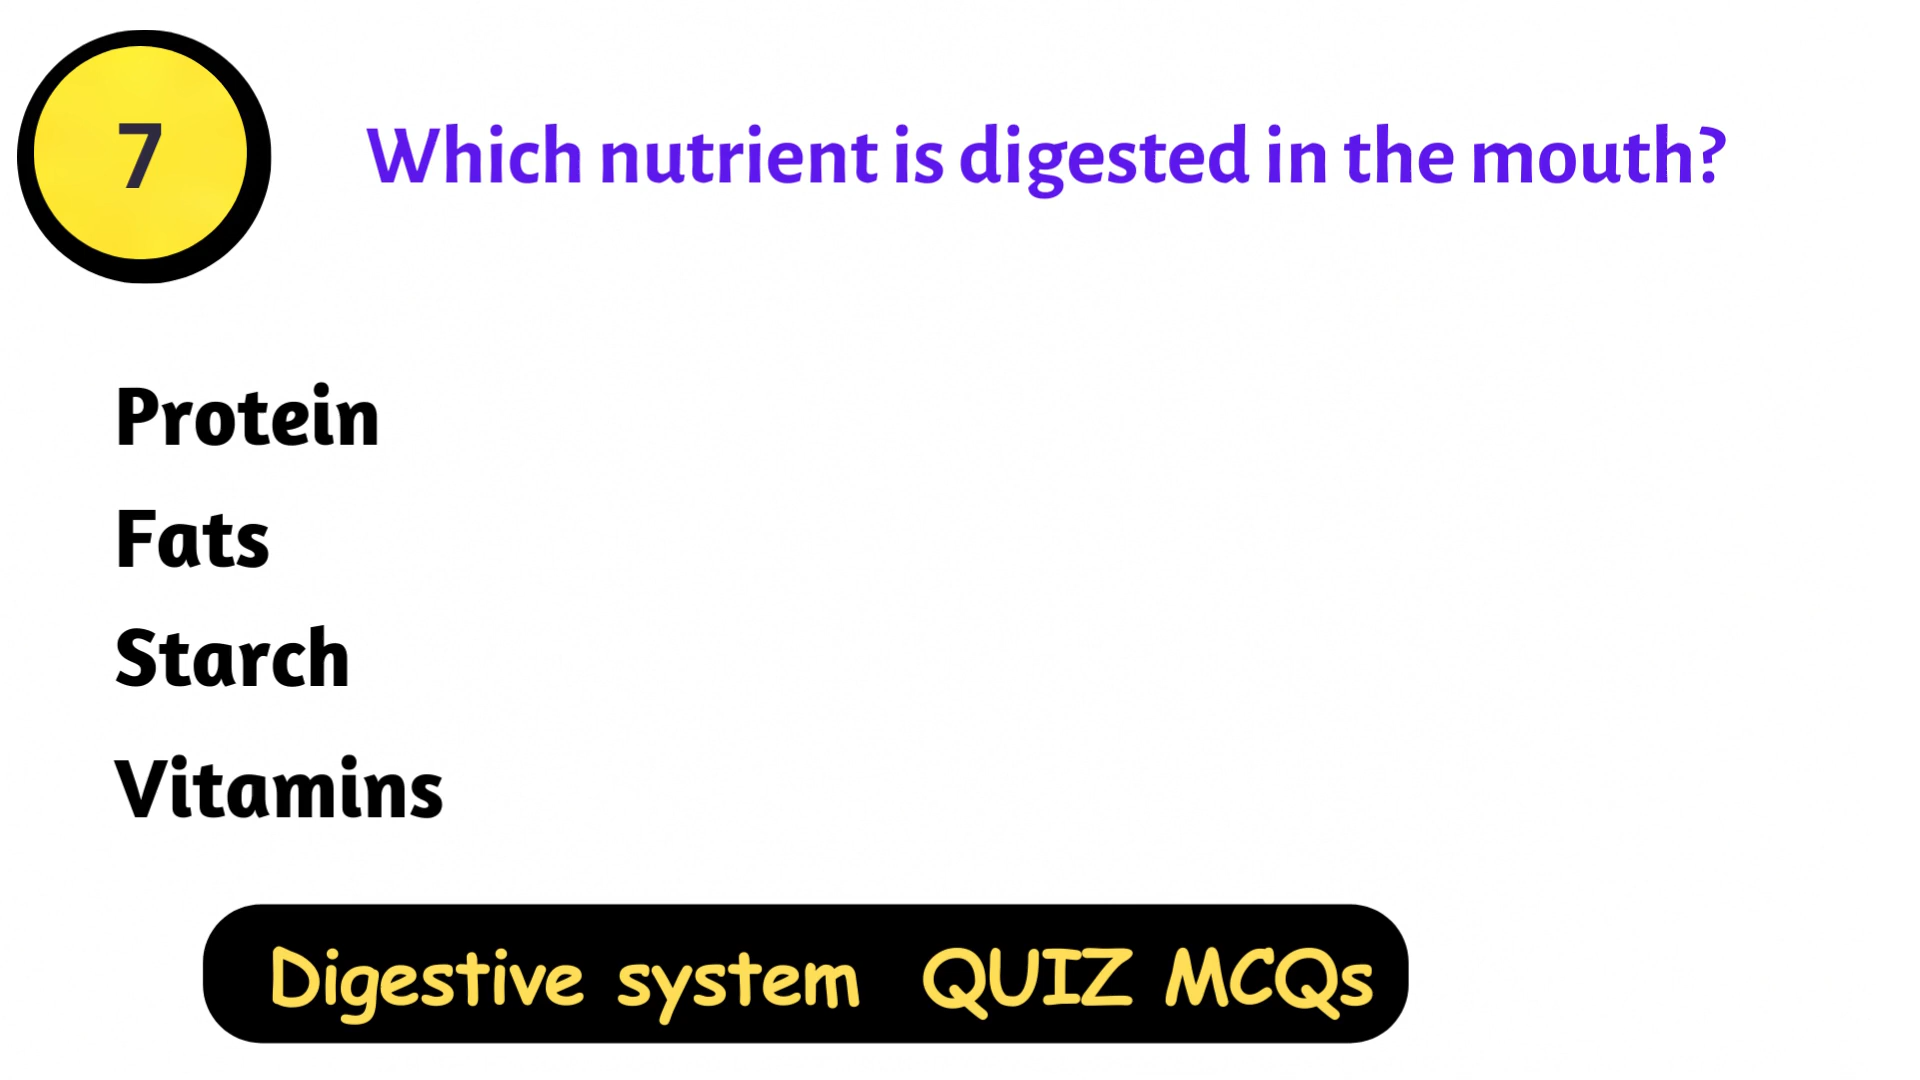 7
Which nutrient is digested in the mouth?
Protein
Fats
Starch
Vitamins
Digestive system QUIZ MCQs